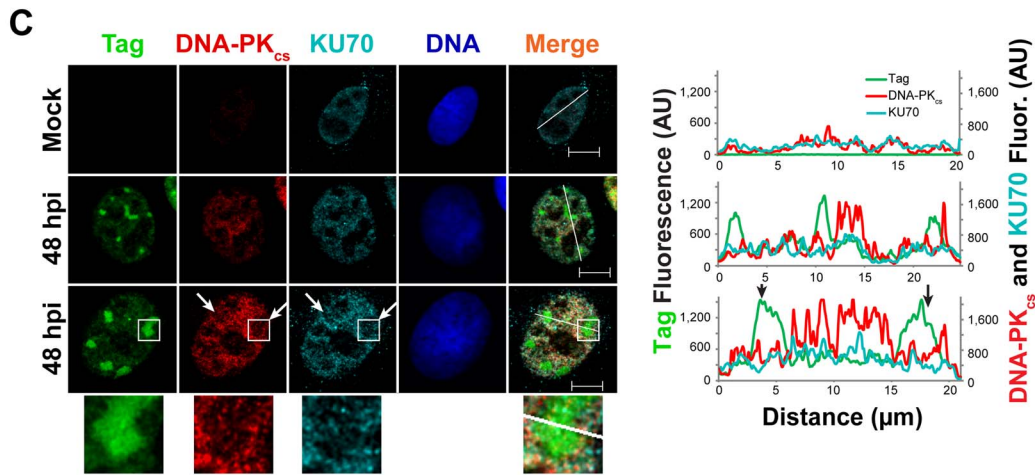 C
Tag DNA-PKcs KU70 DNA Merge
Mock
48 hpi
48 hpi
Tag Fluorescence (AU)
1,200
600
0
0 5 10 15 20
Tag
DNA-PKcs
KU70
1,600
800
0
1,200
600
0
5 10 15 20
1,600
800
0
1,200
600
0
0 5 10 15 20
1,600
800
0
Distance (µm)
DNA-PKcs and KU70 Fluor. (AU)